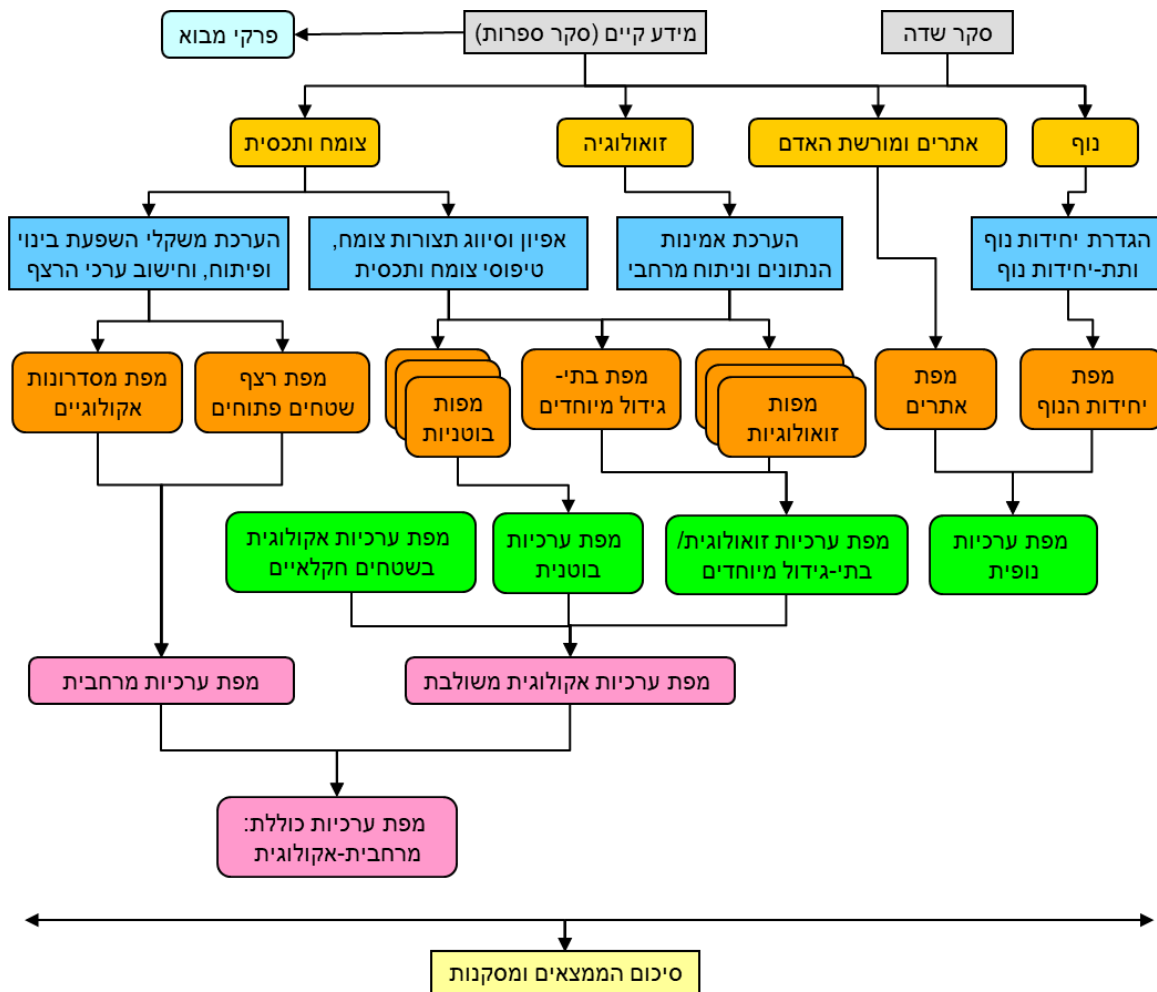 סקר שדה
מידע קיים (סקר ספרות)
פרקי מבוא
נוף
אתרים ומורשת האדם
זואולוגיה
צומח ותכסית
הגדרת יחידות נוף
ותת-יחידות נוף
הערכת אמינות
הנתונים וניתוח מרחבי
אפיון וסיווג תצורות צומח,
טיפוסי צומח ותכסית
הערכת משקלי השפעת בינוי
ופיתוח, וחישוב ערכי הרצף
מפת
יחידות הנוף
מפת
אתרים
מפות
זואולוגיות
מפת בתי-
גידול מיוחדים
מפות
בוטניות
מפת רצף
שטחים פתוחים
מפת מסדרונות
אקולוגיים
מפת ערכיות
נופית
מפת ערכיות זואולוגית/
בתי-גידול מיוחדים
מפת ערכיות
בוטנית
מפת ערכיות אקולוגית
בשטחים חקלאיים
מפת ערכיות אקולוגית משולבת
מפת ערכיות מרחבית
מפת ערכיות כוללת:
מרחבית-אקולוגית
סיכום הממצאים ומסקנות